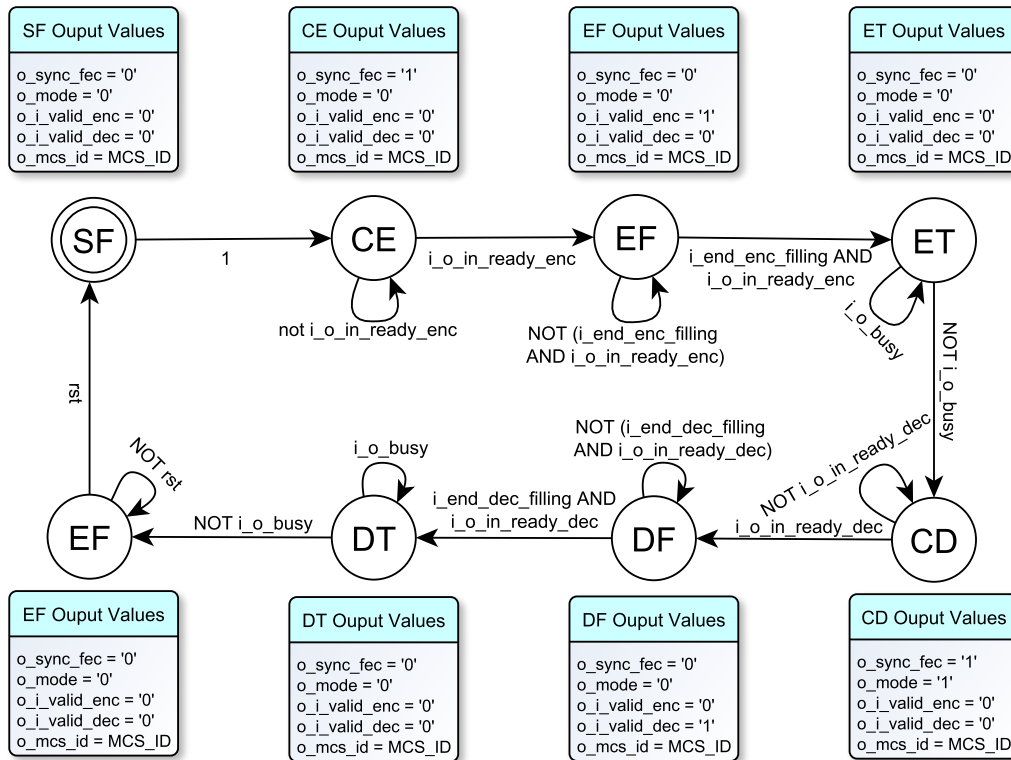 SF Ouput Values
o_sync_fec = '0'
o_mode = '0'
o_i_valid_enc = '0'
o_i_valid_dec = '0'
o_mcs_id = MCS_ID
CE Ouput Values
o_sync_fec = '1'
o_mode = '0'
o_i_valid_enc = '0'
o_i_valid_dec = '0'
o_mcs_id = MCS_ID
EF Ouput Values
o_sync_fec = '0'
o_mode = '0'
o_i_valid_enc = '1'
o_i_valid_dec = '0'
o_mcs_id = MCS_ID
ET Ouput Values
o_sync_fec = '0'
o_mode = '0'
o_i_valid_enc = '0'
o_i_valid_dec = '0'
o_mcs_id = MCS_ID
SF
1
CE
not i_o_in_ready_enc
i_o_in_ready_enc
EF
NOT (i_end_enc_filling
AND i_o_in_ready_enc)
i_end_enc_filling AND
i_o_in_ready_enc
ET
i_o_busy
NOT i_o_busy
CD
NOT i_o_in_ready_dec
i_o_in_ready_dec
DF
NOT (i_end_dec_filling
AND i_o_in_ready_dec)
i_end_dec_filling AND
i_o_in_ready_dec
DT
i_o_busy
NOT i_o_busy
EF
NOT rst
rst
EF Ouput Values
o_sync_fec = '0'
o_mode = '0'
o_i_valid_enc = '0'
o_i_valid_dec = '0'
o_mcs_id = MCS_ID
DT Ouput Values
o_sync_fec = '0'
o_mode = '0'
o_i_valid_enc = '0'
o_i_valid_dec = '0'
o_mcs_id = MCS_ID
DF Ouput Values
o_sync_fec = '0'
o_mode = '0'
o_i_valid_enc = '0'
o_i_valid_dec = '1'
o_mcs_id = MCS_ID
CD Ouput Values
o_sync_fec = '1'
o_mode = '1'
o_i_valid_enc = '0'
o_i_valid_dec = '0'
o_mcs_id = MCS_ID